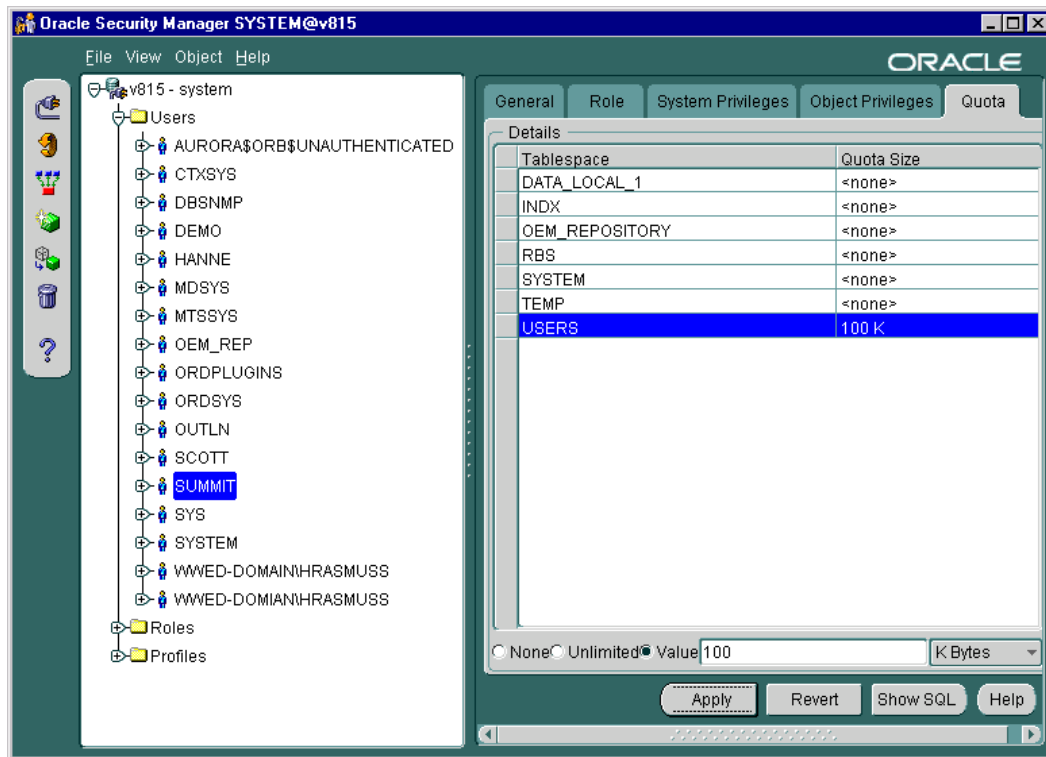 Oracle Security Manager SYSTEM@v815
File View Object Help
ORACLE
v815 - system
Users
AURORA$ORB$UNAUTHENTICATED
CTXSYS
DBSNMP
DEMO
HANNE
MDSYS
MTSSYS
OEM_REP
ORDPLUGINS
ORDSYS
OUTLN
SCOTT
SUMMIT
SYS
SYSTEM
WWED-DOMAIN\HRASMUSS
WWED-DOMIAN\HRASMUSS
Roles
Profiles
?
General Role System Privileges Object Privileges Quota
Details
Tablespace Quota Size
DATA_LOCAL_1 <none>
INDX <none>
OEM_REPOSITORY <none>
RBS <none>
SYSTEM <none>
TEMP <none>
USERS 100 K
None Unlimited Value 100 K Bytes
Apply Revert Show SQL Help